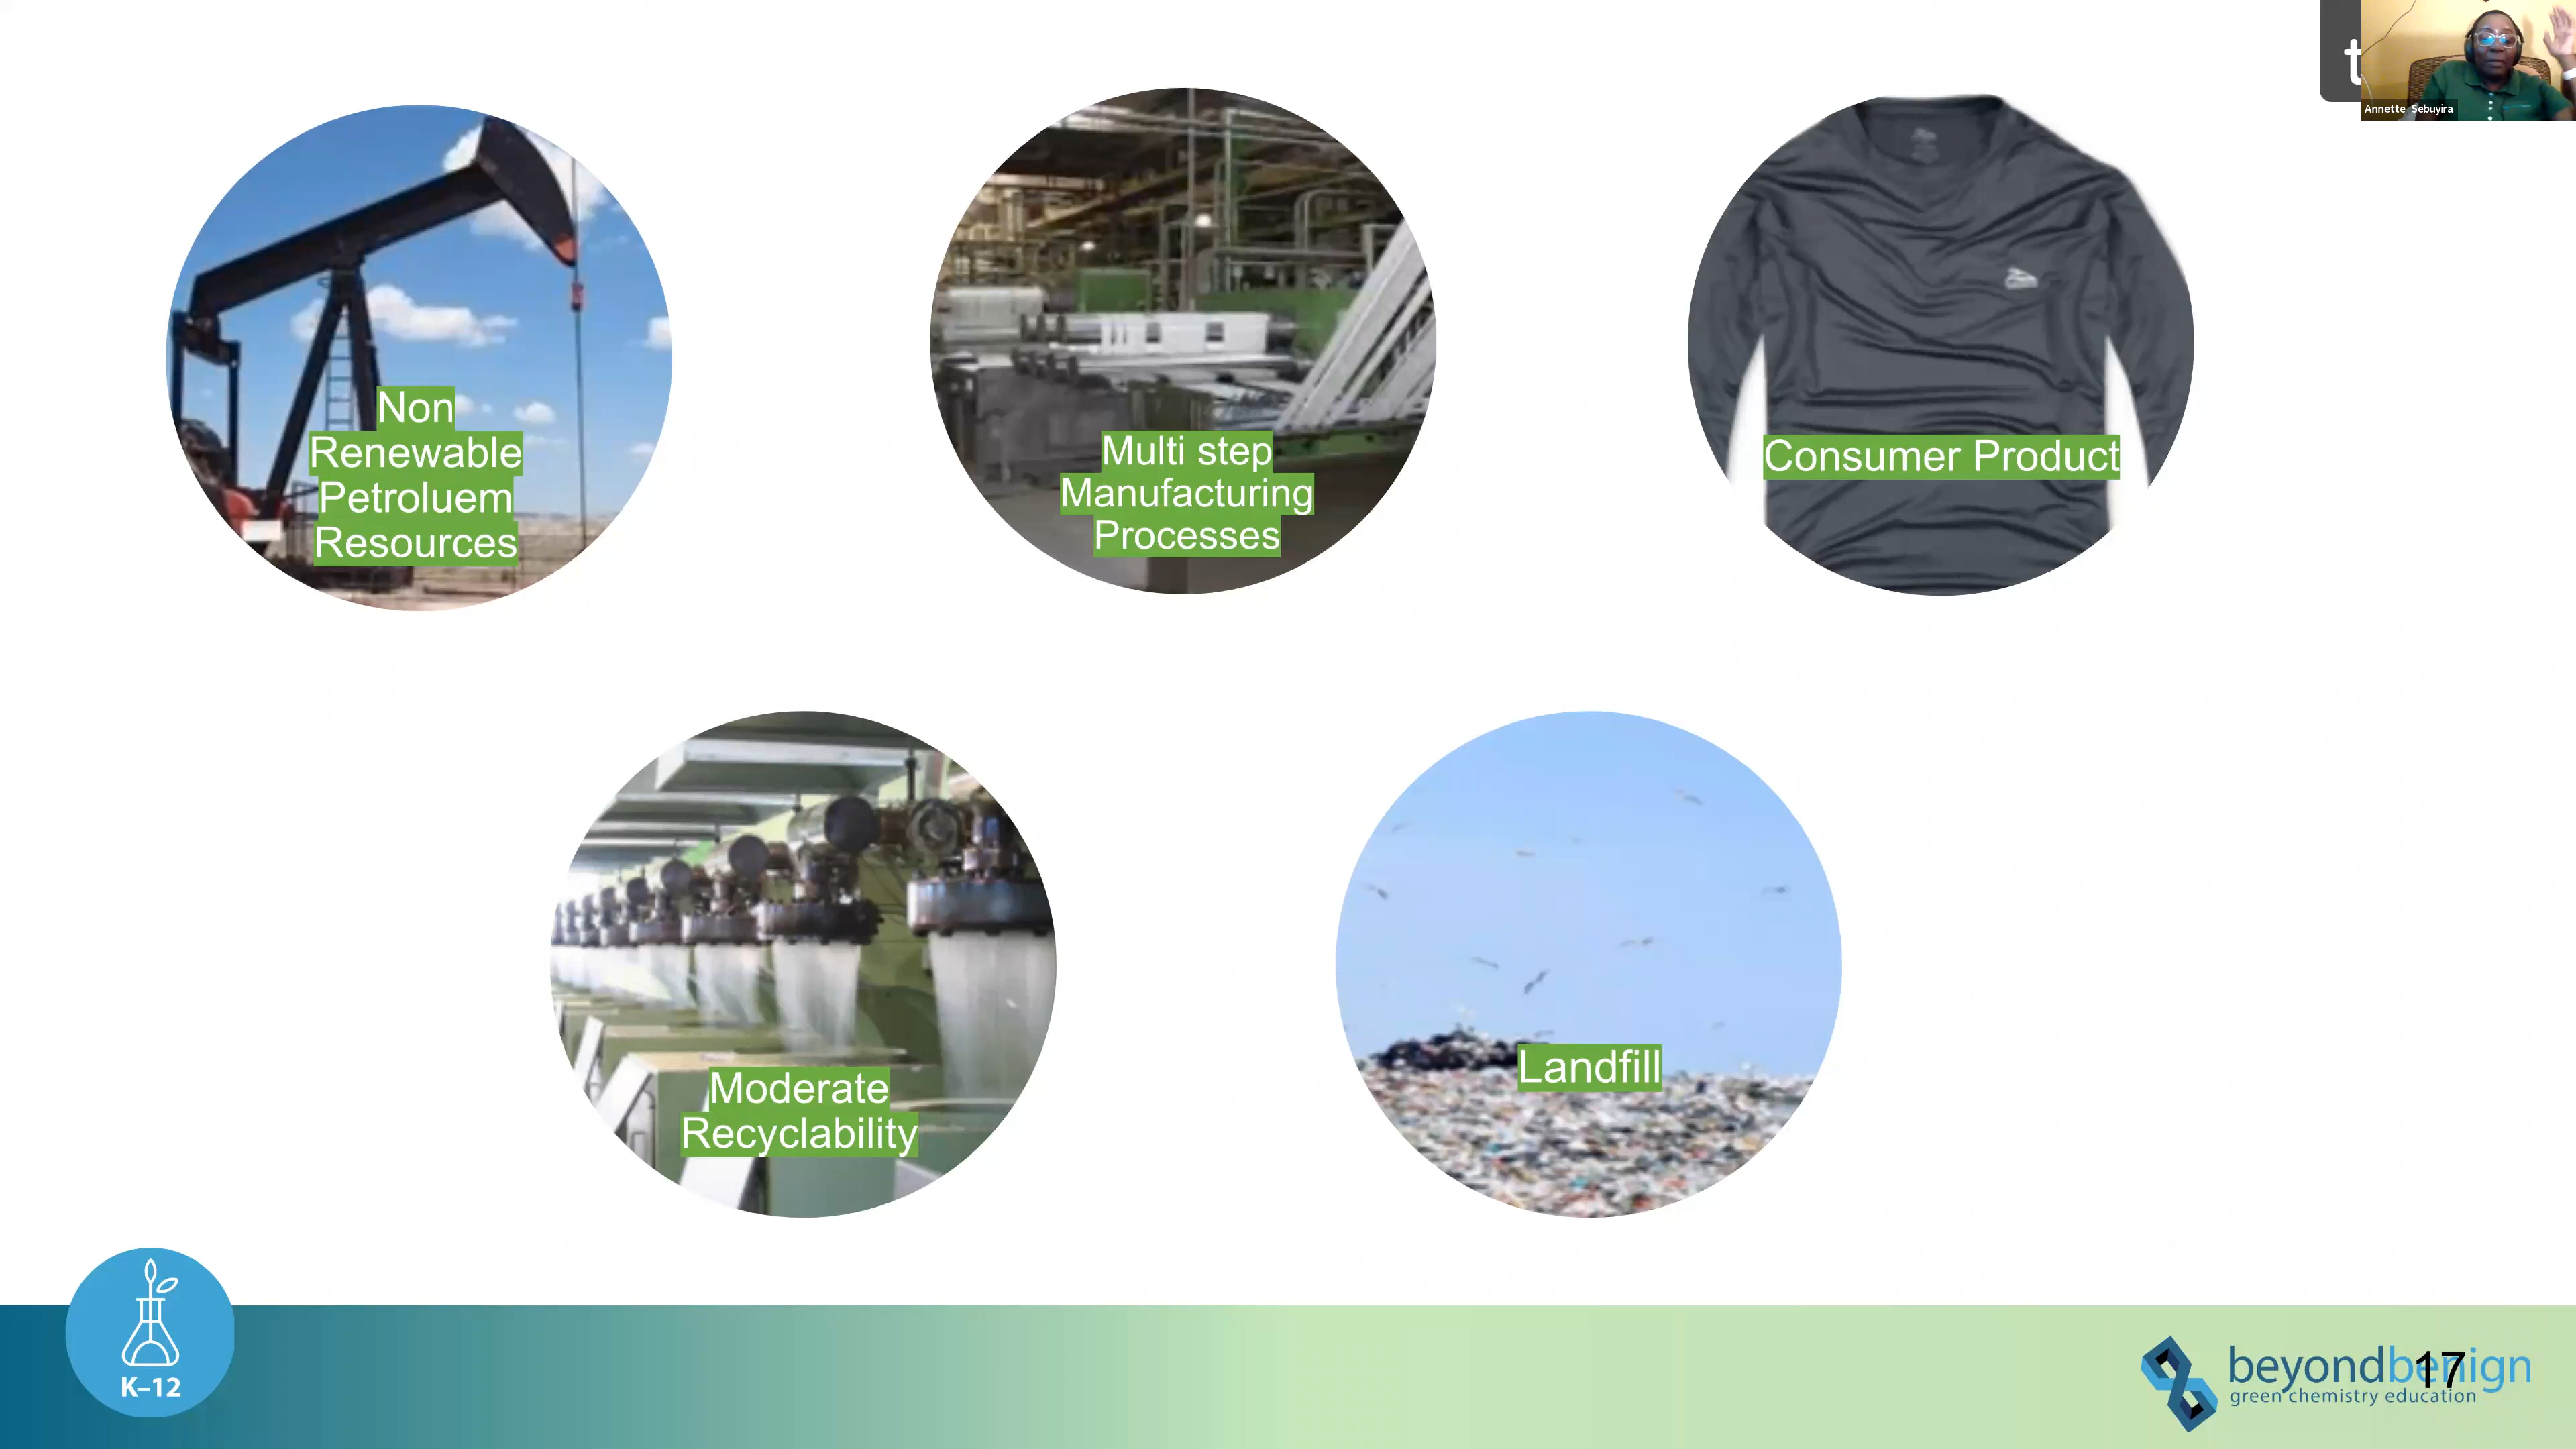 t
Annette Sebuyira
Non
Renewable
Petroluem
Resources
Multi step
Manufacturing
Processes
Consumer Product
Moderate
Recyclability
Landfill
K–12
beyondbenign
17
green chemistry education